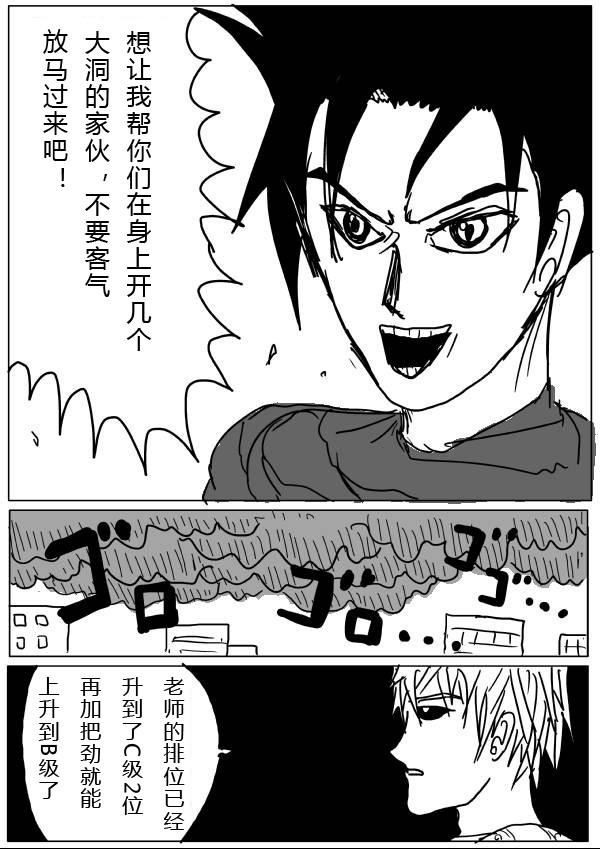 想让我帮你们在身上开几个
大洞的家伙，不要客气
放马过来吧！
ゴロ
ゴロ...
ゴゴ...
老师的排位已经
升到了C级2位
再加把劲就能
上升到B级了